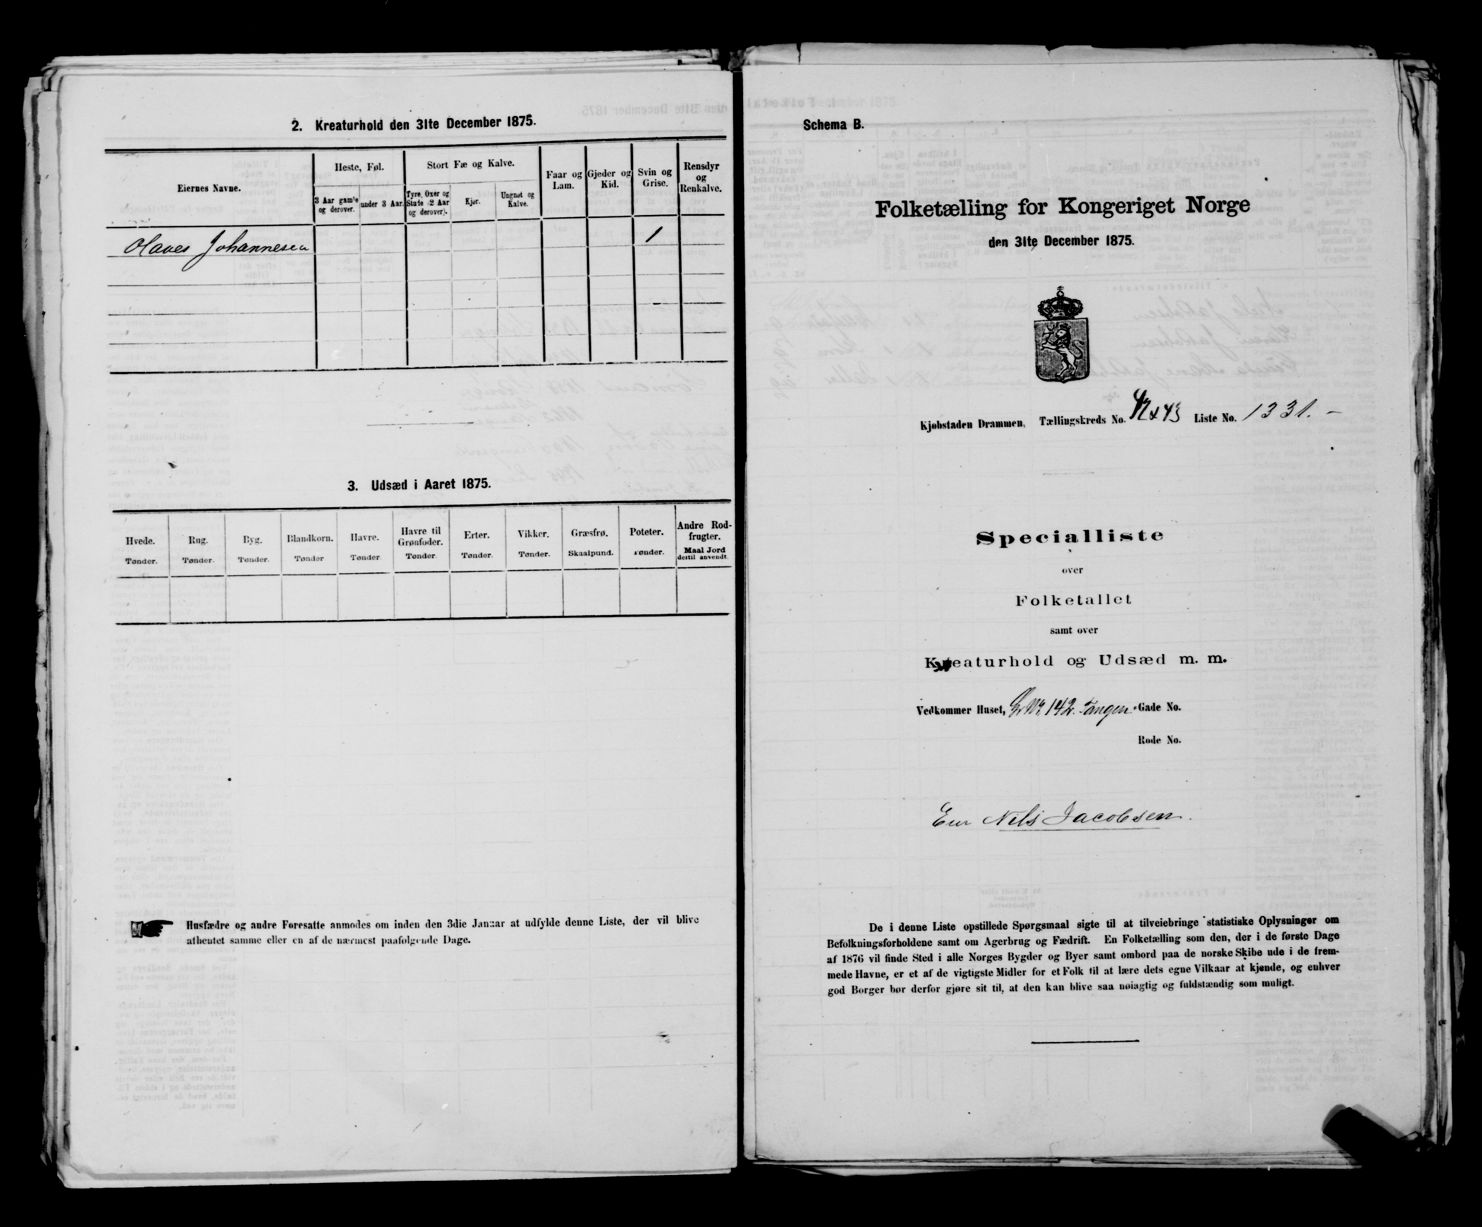 2. Kreaturhold den 31te December 1875.
Eiernes Navne.
Heste, Føl.
Stort Fæ og Kalve.
Faar og Lam.
Gjeder og Kid.
Svin og Grise.
Rensdyr og Renkalve.
3 Aar gamle og derover.
under 3 Aar.
Tyre, Oxer og Stude (2 Aar og derover).
Kjør.
Ungnøt og Kalve.
Olaves Johannesen 1
3. Udsæd i Aaret 1875.
Hvede. Rug. Byg. Blandkorn. Havre. Havre til Grønfoder. Erter. Vikker. Græsfrø. Poteter. Andre Rodfrugter.
Tønder. Tønder. Tønder. Tønder Tønder. Tønder. Tønder. Tønder. Skaalpund. Tønder. Maal Jord dertil anvendt.
Husfædre og andre Foresatte anmodes om inden den 3die Januar at udfylde denne Liste, der vil blive
afhentet samme eller en af de nærmest paafølgende Dage.
Schema B.
Folketælling for Kongeriget Norge
den 31te December 1875.
Kjøbstaden Drammen, Tællingskreds No. 42 & 43 Liste No. 1331.-
Specialliste
over
Folketallet
samt over
Kreaturhold og Udsæd m. m.
Vedkommer Huset, Gr. No. 142. Tangen Gade No.
Rode No.
Eier Nels Jacobsen.
De i denne Liste opstillede Spørgsmaal sigte til at tilveiebringe statistiske Oplysninger om
Befolkningsforholdene samt om Agerbrug og Fædrift. En Folketælling som den, der i de første Dage
af 1876 vil finde Sted i alle Norges Bygder og Byer samt ombord paa de norske Skibe ude i de frem-
mede Havne, er et af de vigtigste Midler for et Folk til at lære dets egne Vilkaar at kjende, og enhver
god Borger bør derfor gjøre sit til, at den kan blive saa nøiagtig og fuldstændig som muligt.